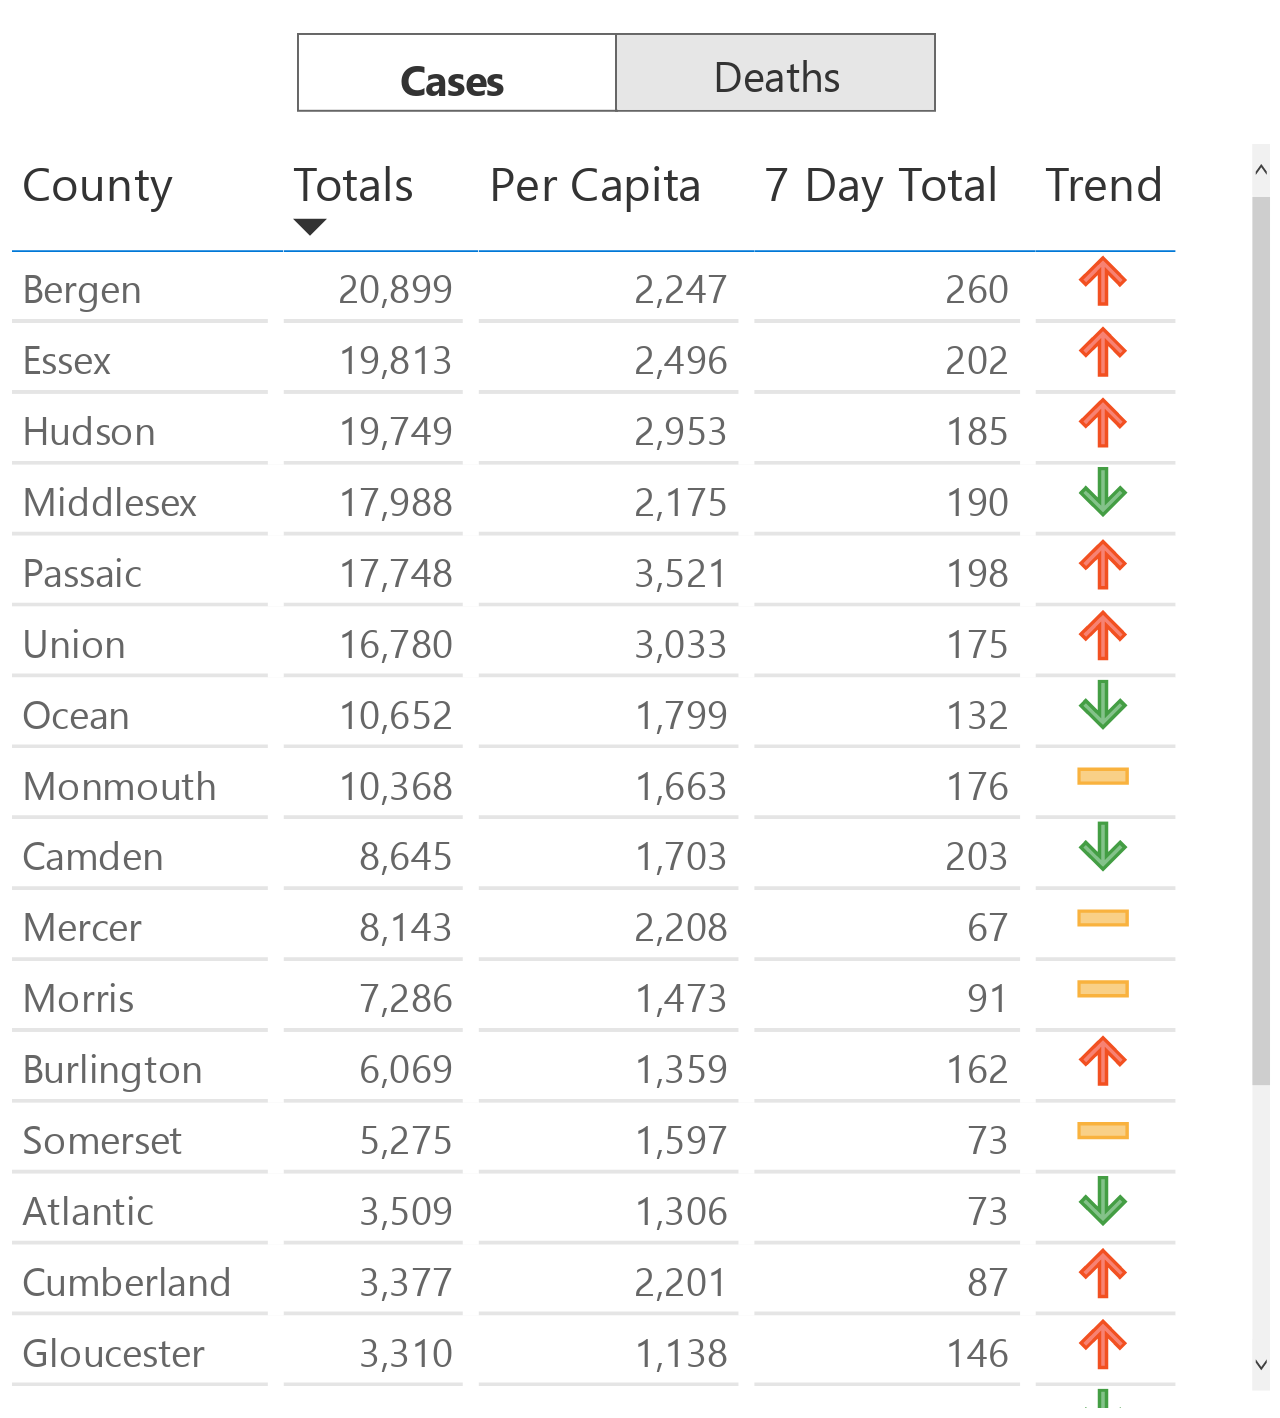 Cases Deaths
County Totals Per Capita 7 Day Total Trend
Bergen 20,899 2,247 260
Essex 19,813 2,496 202
Hudson 19,749 2,953 185
Middlesex 17,988 2,175 190
Passaic 17,748 3,521 198
Union 16,780 3,033 175
Ocean 10,652 1,799 132
Monmouth 10,368 1,663 176
Camden 8,645 1,703 203
Mercer 8,143 2,208 67
Morris 7,286 1,473 91
Burlington 6,069 1,359 162
Somerset 5,275 1,597 73
Atlantic 3,509 1,306 73
Cumberland 3,377 2,201 87
Gloucester 3,310 1,138 146